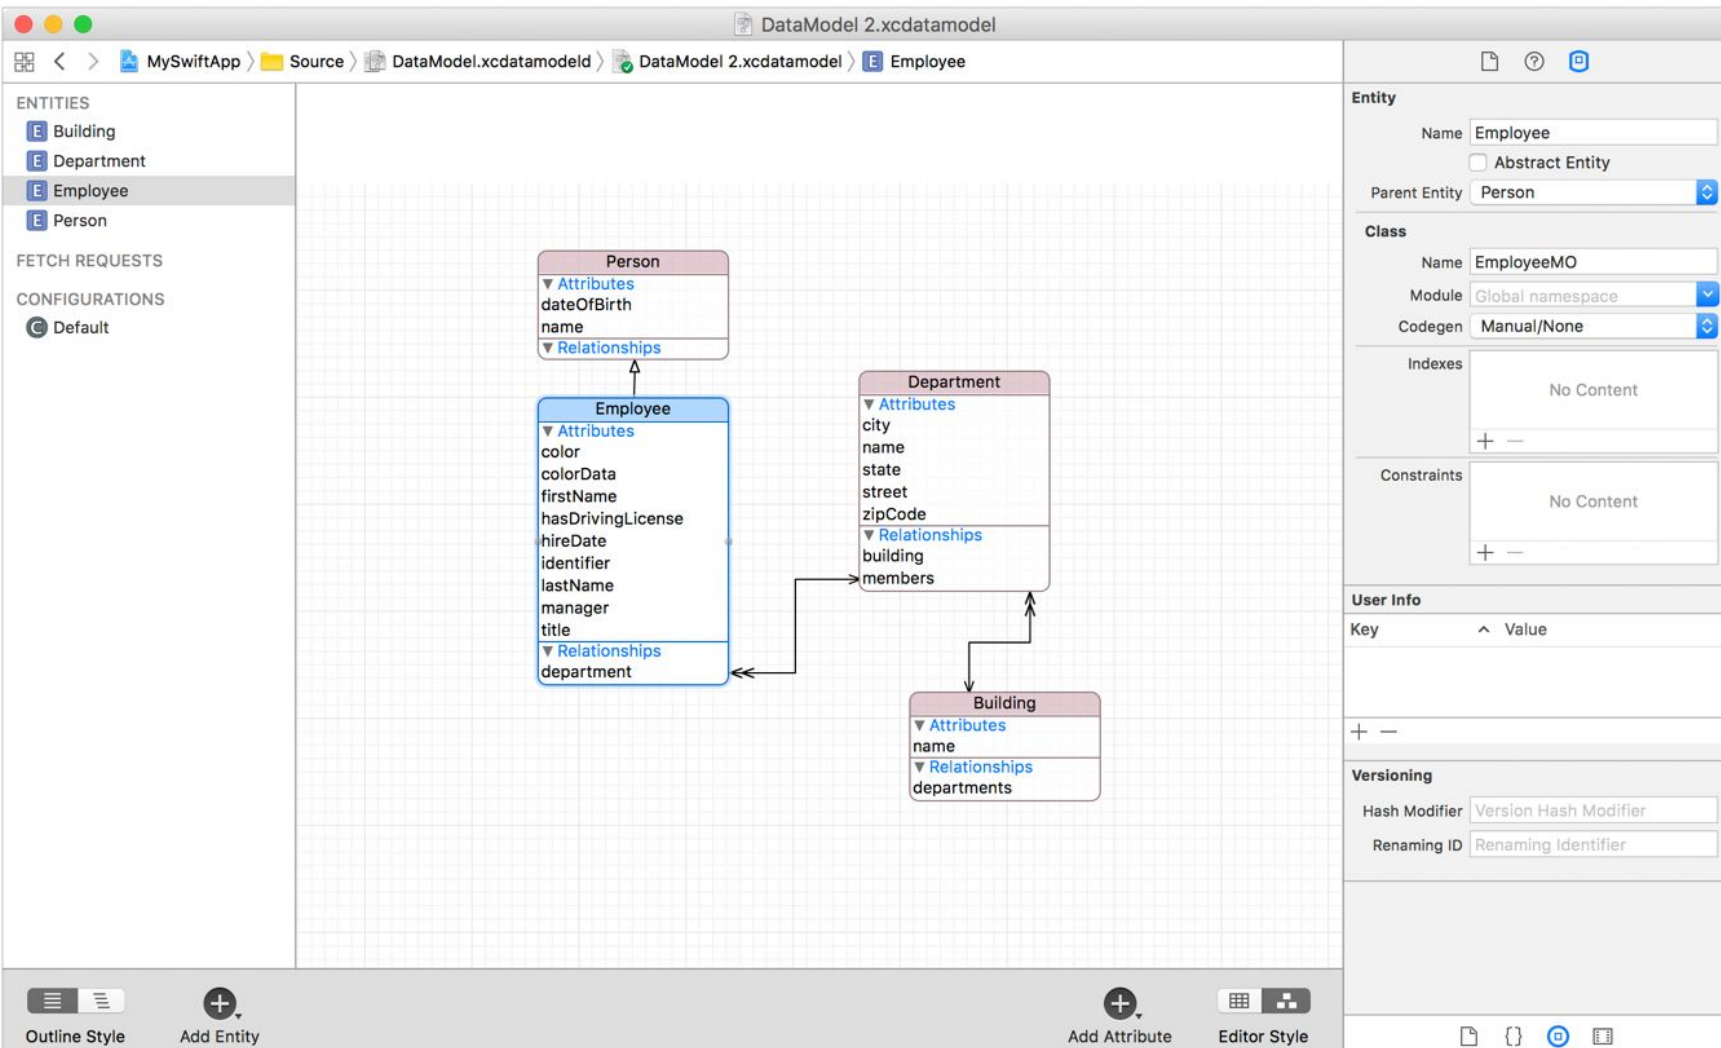 DataModel 2.xcdatamodel
MySwiftApp
Source
DataModel.xcdatamodeld
DataModel 2.xcdatamodel
E Employee
ENTITIES
E Building
E Department
E Employee
E Person
FETCH REQUESTS
CONFIGURATIONS
C Default
Person
Attributes
dateOfBirth
name
Relationships
Employee
Attributes
color
colorData
firstName
hasDrivingLicense
hireDate
identifier
lastName
manager
title
Relationships
department
Department
Attributes
city
name
state
street
zipCode
Relationships
building
members
Building
Attributes
name
Relationships
departments
Outline Style
Add Entity
Add Attribute
Editor Style
Entity
Name Employee
Abstract Entity
Parent Entity Person
Class
Name EmployeeMO
Module Global namespace
Codegen Manual/None
Indexes
No Content
Constraints
No Content
User Info
Key Value
Versioning
Hash Modifier Version Hash Modifier
Renaming ID Renaming Identifier